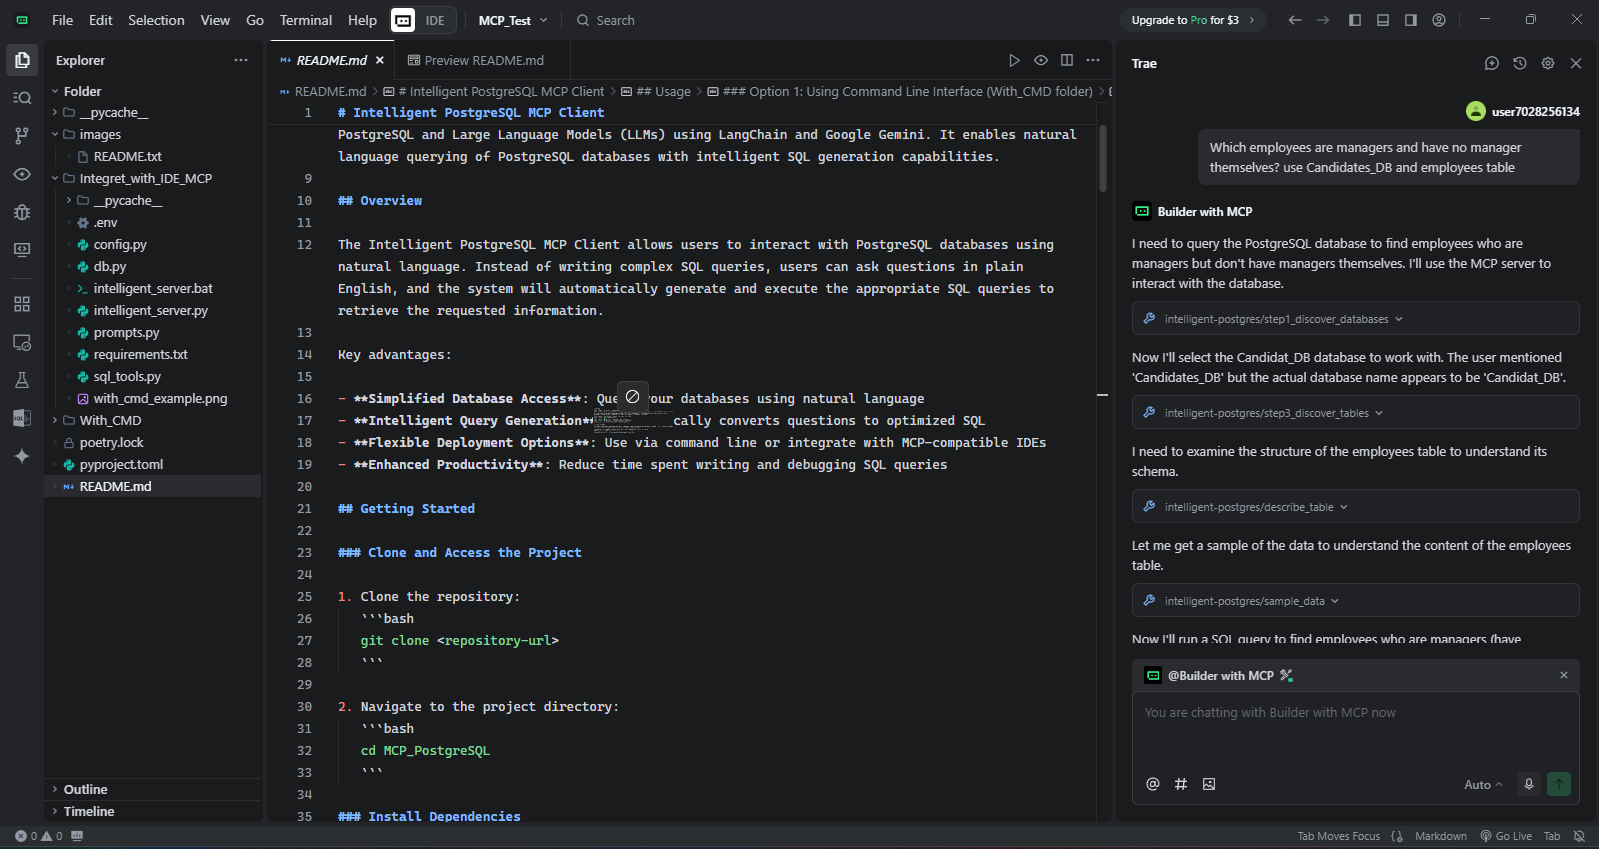 File Edit Selection View Go Terminal Help IDE MCP_Test Search Upgrade to Pro for $3
Explorer
Folder
__pycache__
images
README.txt
Integret_with_IDE_MCP
__pycache__
.env
config.py
db.py
intelligent_server.bat
intelligent_server.py
prompts.py
requirements.txt
sql_tools.py
with_cmd_example.png
With_CMD
poetry.lock
pyproject.toml
README.md
Outline
Timeline
README.md Preview README.md
README.md > # Intelligent PostgreSQL MCP Client > ## Usage > ### Option 1: Using Command Line Interface (With_CMD folder) >
1 # Intelligent PostgreSQL MCP Client
PostgreSQL and Large Language Models (LLMs) using LangChain and Google Gemini. It enables natural
language querying of PostgreSQL databases with intelligent SQL generation capabilities.
9
10 ## Overview
11
12 The Intelligent PostgreSQL MCP Client allows users to interact with PostgreSQL databases using
natural language. Instead of writing complex SQL queries, users can ask questions in plain
English, and the system will automatically generate and execute the appropriate SQL queries to
retrieve the requested information.
13
14 Key advantages:
15
16 - **Simplified Database Access**: your databases using natural language
17 - **Intelligent Query Generation** converts questions to optimized SQL
18 - **Flexible Deployment Options**: Use via command line or integrate with MCP-compatible IDEs
19 - **Enhanced Productivity**: Reduce time spent writing and debugging SQL queries
20
21 ## Getting Started
22
23 ### Clone and Access the Project
24
25 1. Clone the repository:
26 ```bash
27 git clone <repository-url>
28 ```
29
30 2. Navigate to the project directory:
31 ```bash
32 cd MCP_PostgreSQL
33 ```
34
35 ### Install Dependencies
Trae
user7028256134
Which employees are managers and have no manager
themselves? use Candidates_DB and employees table
Builder with MCP
I need to query the PostgreSQL database to find employees who are
managers but don't have managers themselves. I'll use the MCP server to
interact with the database.
intelligent-postgres/step1_discover_databases
Now I'll select the Candidat_DB database to work with. The user mentioned
'Candidates_DB' but the actual database name appears to be 'Candidat_DB'.
intelligent-postgres/step3_discover_tables
I need to examine the structure of the employees table to understand its
schema.
intelligent-postgres/describe_table
Let me get a sample of the data to understand the content of the employees
table.
intelligent-postgres/sample_data
Now I'll run a SQL query to find employees who are managers (have
@Builder with MCP
You are chatting with Builder with MCP now
Auto
0 0 Tab Moves Focus Markdown Go Live Tab